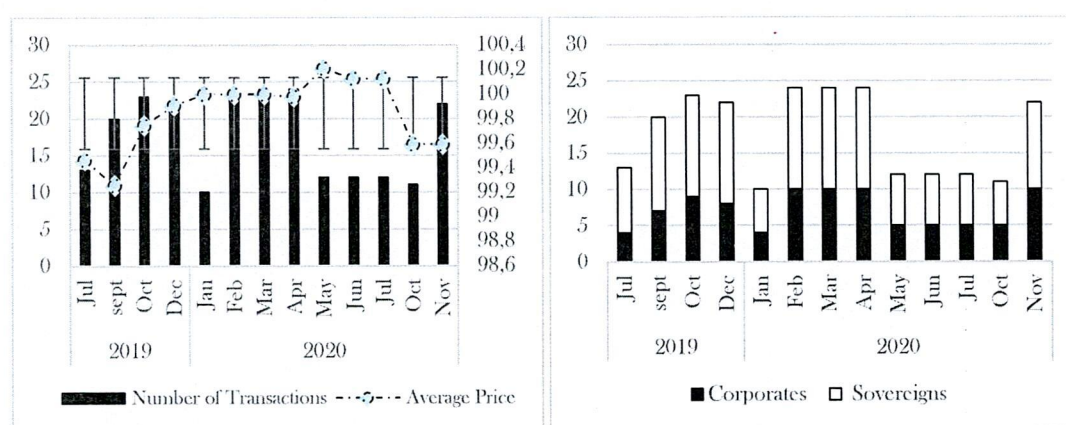 30
25
20
15
10
5
0
100,4
100,2
100
99,8
99,6
99,4
99,2
99
98,8
98,6
Jul
sept
Oct
Dec
Jan
Feb
Mar
Apr
May
Jun
Jul
Oct
Nov
2019
2020
Number of Transactions
Average Price
30
25
20
15
10
5
0
Jul
sept
Oct
Dec
Jan
Feb
Mar
Apr
May
Jun
Jul
Oct
Nov
2019
2020
Corporates
Sovereigns